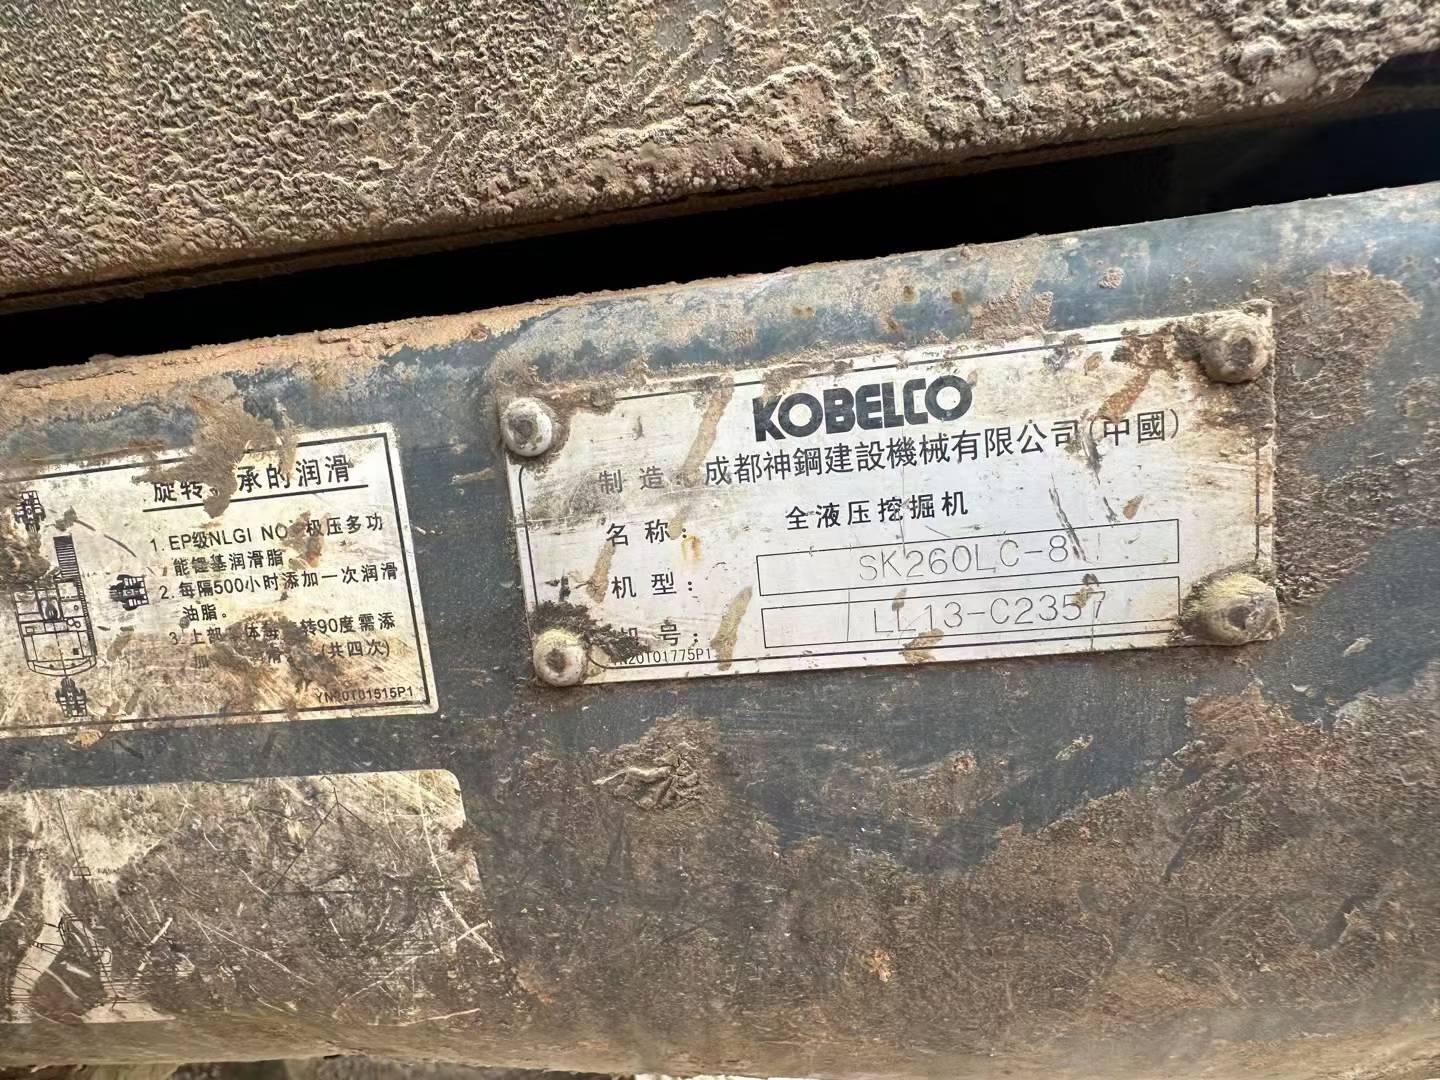 KOBELCO
制造:成都神鋼建設機械有限公司(中國)
名称: 全液压挖掘机
机型: SK260LC-8
机号: LL13-C2357
YN20T01775P1
旋转 承的润滑
1. EP级NLGI NO 极压多功
能锂基润滑脂
2. 每隔500小时添加一次润滑
油脂。
3. 上部 体 转90度需添
加 滑 (共四次)
YN20T01515P1